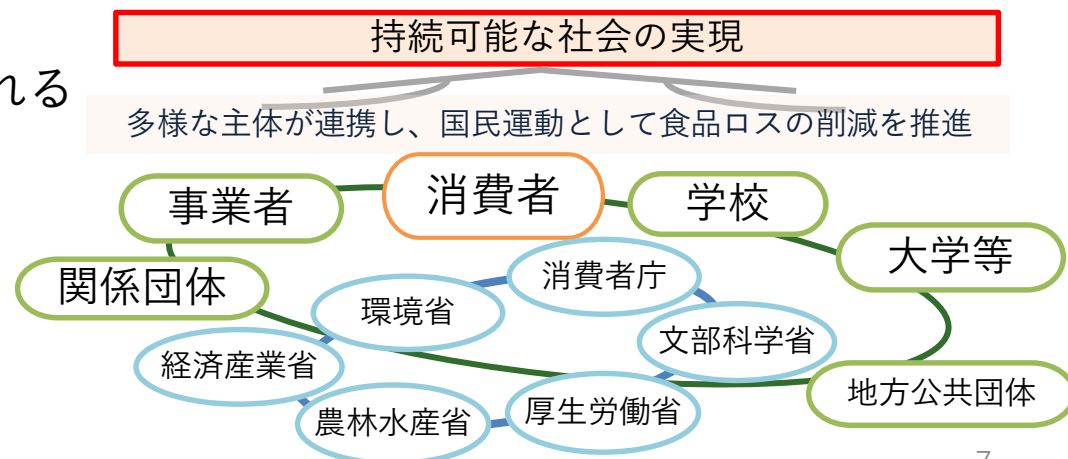 持続可能な社会の実現
れる
多様な主体が連携し、国民運動として食品ロスの削減を推進
事業者
消費者
学校
大学等
関係団体
環境省
消費者庁
文部科学省
経済産業省
農林水産省
厚生労働省
地方公共団体
7